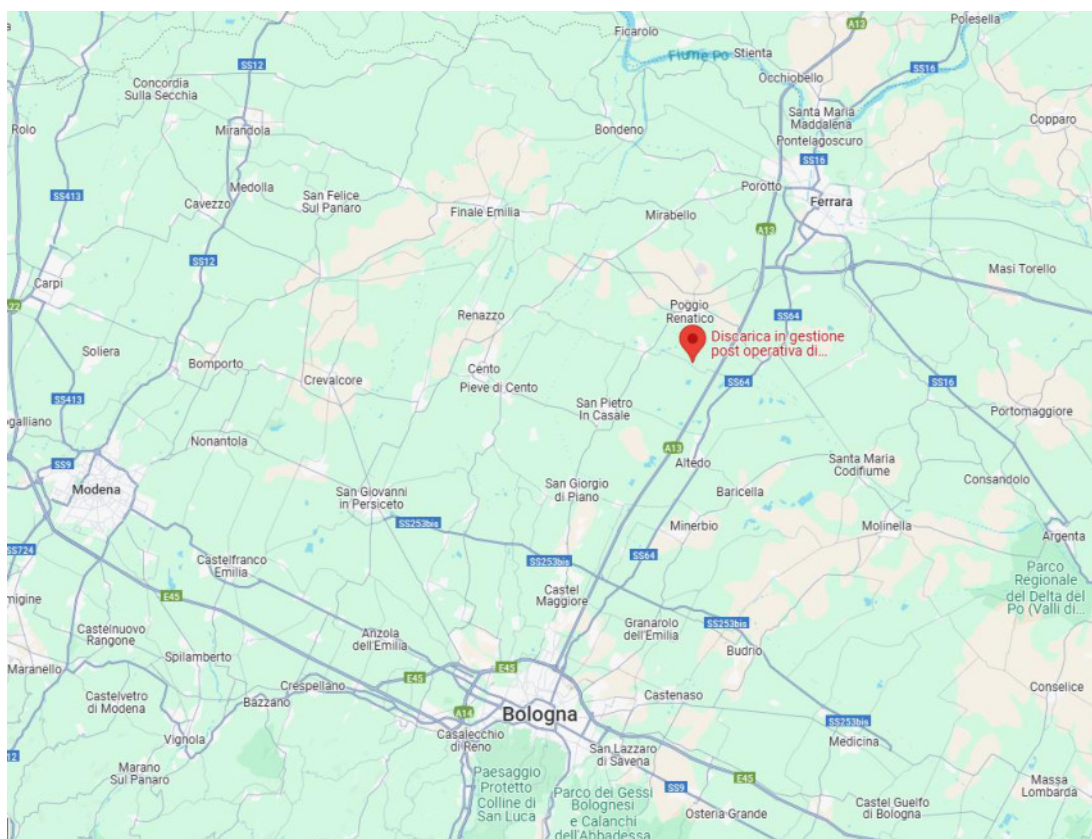 Ficarolo
Polesella
A13
Stienta
Fiume Po
SS12
SS16
Occhiobello
Concordia
Sulla Secchia
Santa Maria
Maddalena
Copparo
Rolo
Mirandola
Bondeno
Pontelagoscuro
SS16
Medolla
Porotto
SS413
San Felice
Sul Panaro
Cavezzo
Finale Emilia
Mirabello
Ferrara
A13
SS12
Masi Torello
Carpi
22
Poggio
Renatico
Renazzo
SS64
Discarica in gestione
post operativa di...
Soliera
Bomporto
Cento
Crevalcore
Pieve di Cento
SS64
SS16
SS413
San Pietro
In Casale
Portomaggiore
ogalliano
Nonantola
A13
SS9
Altedo
Santa Maria
Codifiume
Consandolo
Modena
San Giorgio
di Piano
Baricella
San Giovanni
in Persiceto
SS253bis
Minerbio
Molinella
Argenta
SS724
Castelfranco
Emilia
SS253bis
SS64
Parco
Regionale
del Delta del
Po (Valli di...
Castel
Maggiore
rmigine
E45
Castelnuovo
Rangone
Anzola
dell'Emilia
Granarolo
dell'Emilia
SS253bis
Budrio
Maranello
Spilamberto
E45
E45
Crespellano
Castenaso
Conselice
Castelvetro
di Modena
Bazzano
A14
Bologna
SS253bis
Vignola
Casalecchio
di Reno
Medicina
12
San Lazzaro
di Savena
Marano
Sul Panaro
Paesaggio
Protetto
Colline di
San Luca
E45
Massa
Lombarda
SS9
Parco dei Gessi
Bolognesi
e Calanchi
dell'Abbadessa
Castel Guelfo
di Bologna
Osteria Grande